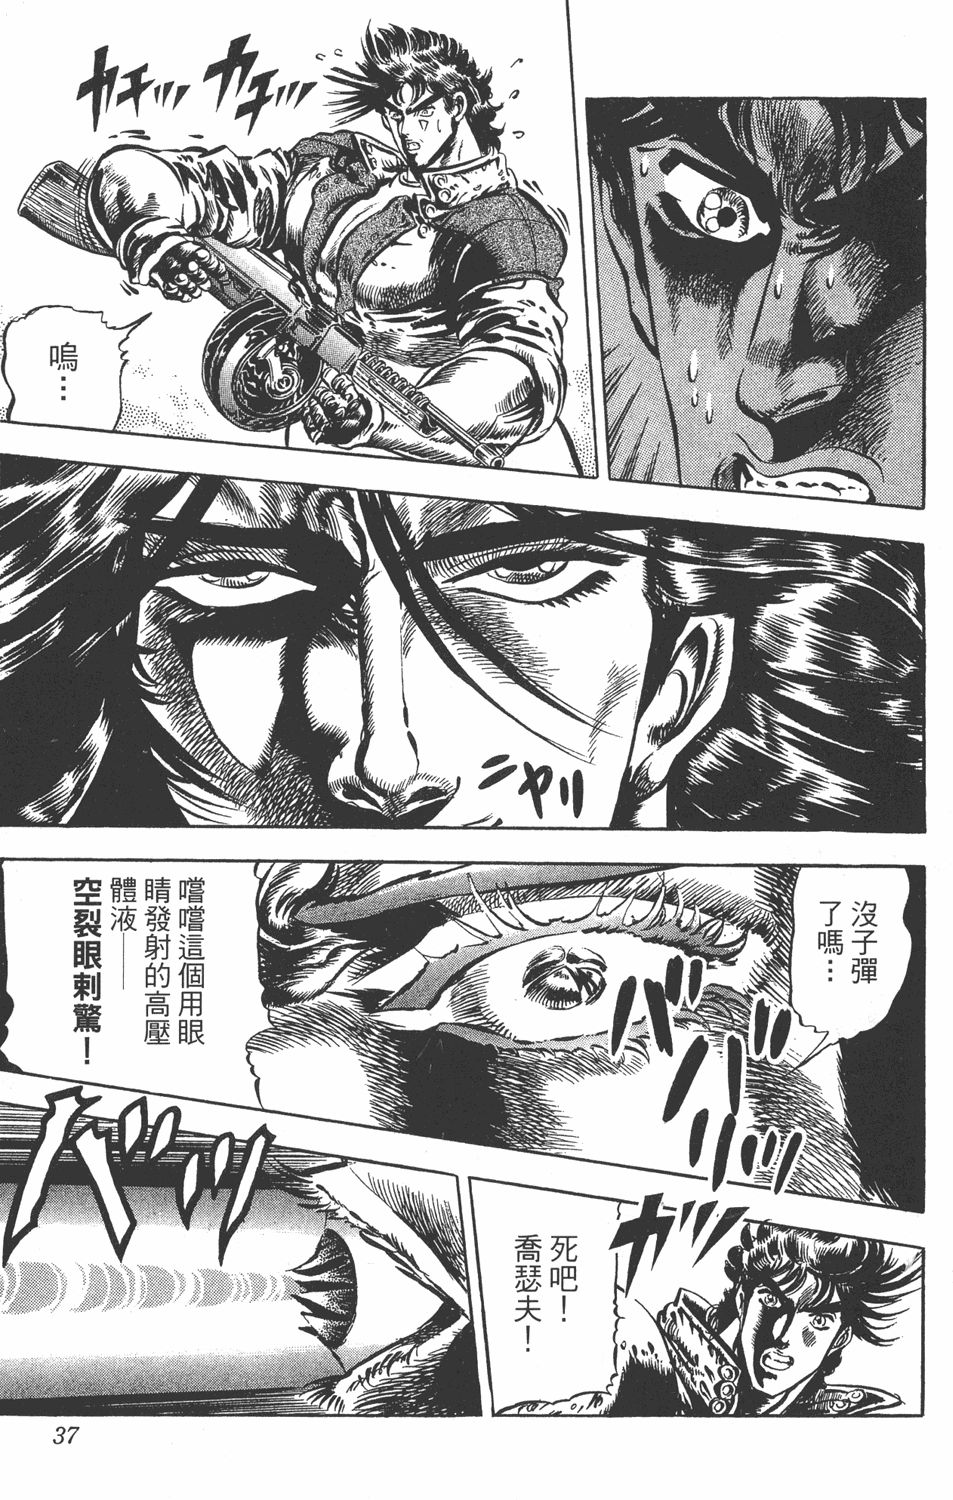 カチッ
カチッ
嗚…
ニヤリ
沒子彈
了嗎…
バババ
嚐嚐這個用眼
睛發射的高壓
體液——
空裂眼刺驚！
ガッ
死吧！
喬瑟夫！
バッ
37